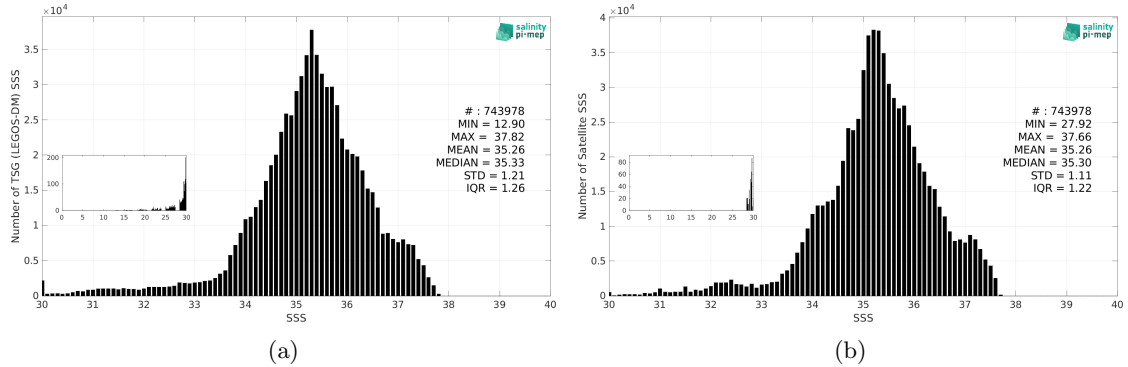 ×10⁴
salinity
pi-mep
Number of TSG (LEGOS-DM) SSS
3.5
3
2.5
2
1.5
1
0.5
0
# : 743978
MIN = 12.90
MAX = 37.82
MEAN = 35.26
MEDIAN = 35.33
STD = 1.21
IQR = 1.26
200
100
0
0 5 10 15 20 25 30
30 31 32 33 34 35 36 37 38 39 40
SSS
(a)
×10⁴
salinity
pi-mep
Number of Satellite SSS
4
3.5
3
2.5
2
1.5
1
0.5
0
# : 743978
MIN = 27.92
MAX = 37.66
MEAN = 35.26
MEDIAN = 35.30
STD = 1.11
IQR = 1.22
80
60
40
20
0
0 5 10 15 20 25 30
30 31 32 33 34 35 36 37 38 39 40
SSS
(b)